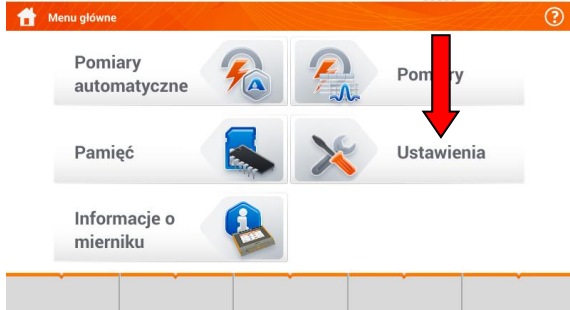 Menu główne
Pomiary
automatyczne
Pamięć
Ustawienia
Informacje o
mierniku